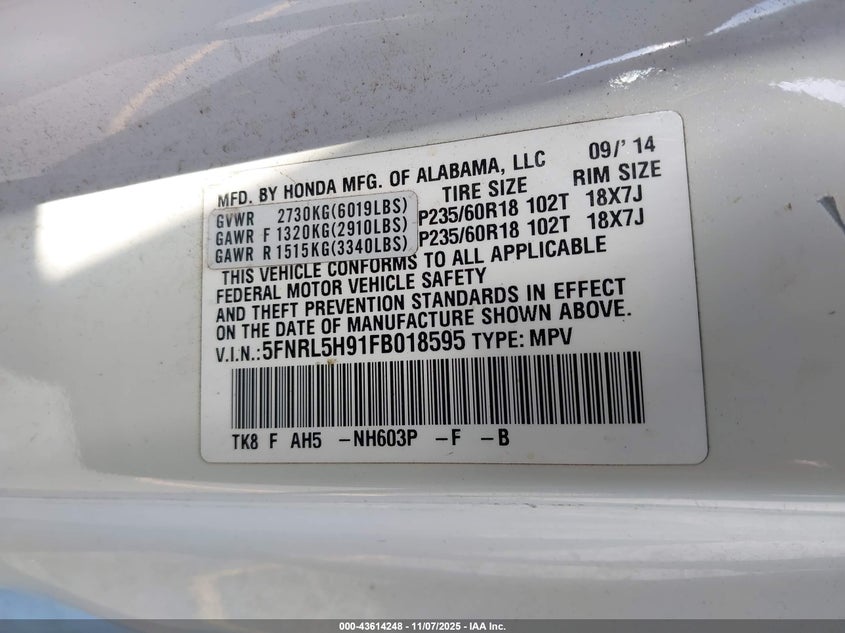 MFD. BY HONDA MFG. OF ALABAMA, LLC 09/' 14
TIRE SIZE RIM SIZE
GVWR 2730KG(6019LBS)
GAWR F 1320KG(2910LBS) P235/60R18 102T 18X7J
GAWR R 1515KG(3340LBS) P235/60R18 102T 18X7J
THIS VEHICLE CONFORMS TO ALL APPLICABLE
FEDERAL MOTOR VEHICLE SAFETY
AND THEFT PREVENTION STANDARDS IN EFFECT
ON THE DATE OF MANUFACTURE SHOWN ABOVE.
V.I.N.:5FNRL5H91FB018595 TYPE: MPV
TK8 F AH5 -NH603P -F -B
000-43614248 - 11/07/2025 - IAA Inc.